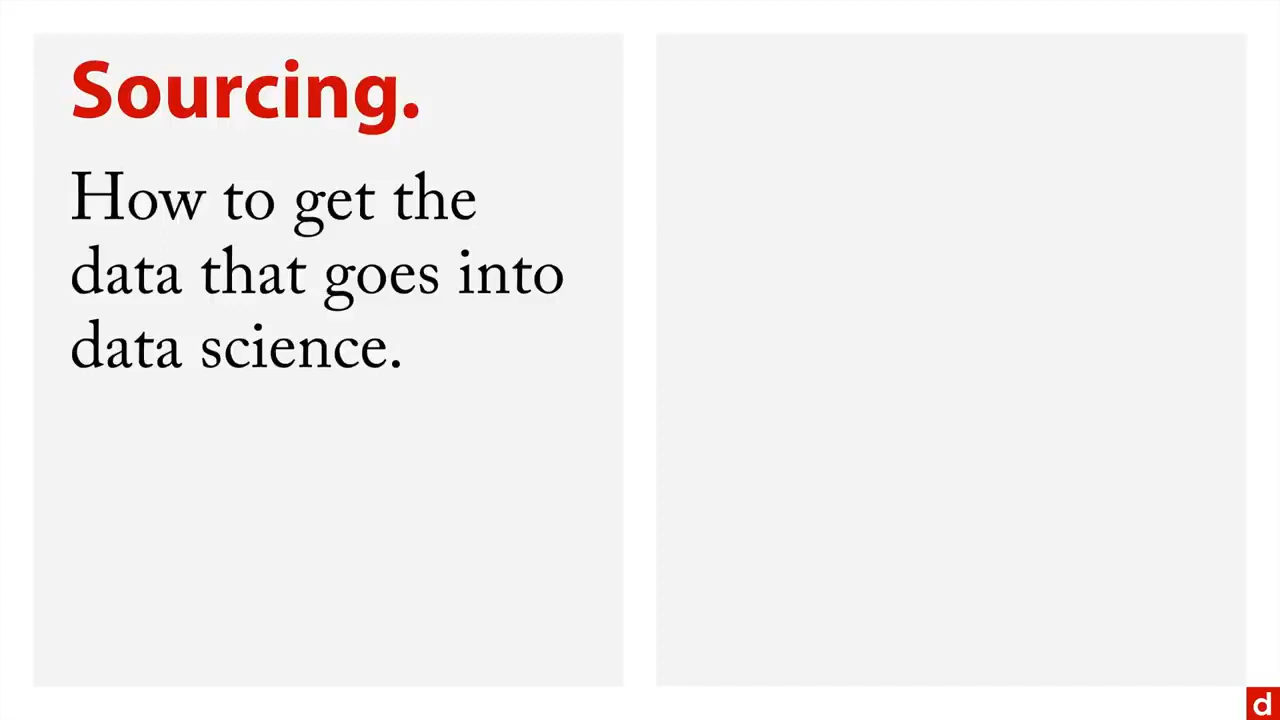 Sourcing.
How to get the
data that goes into
data science.
d